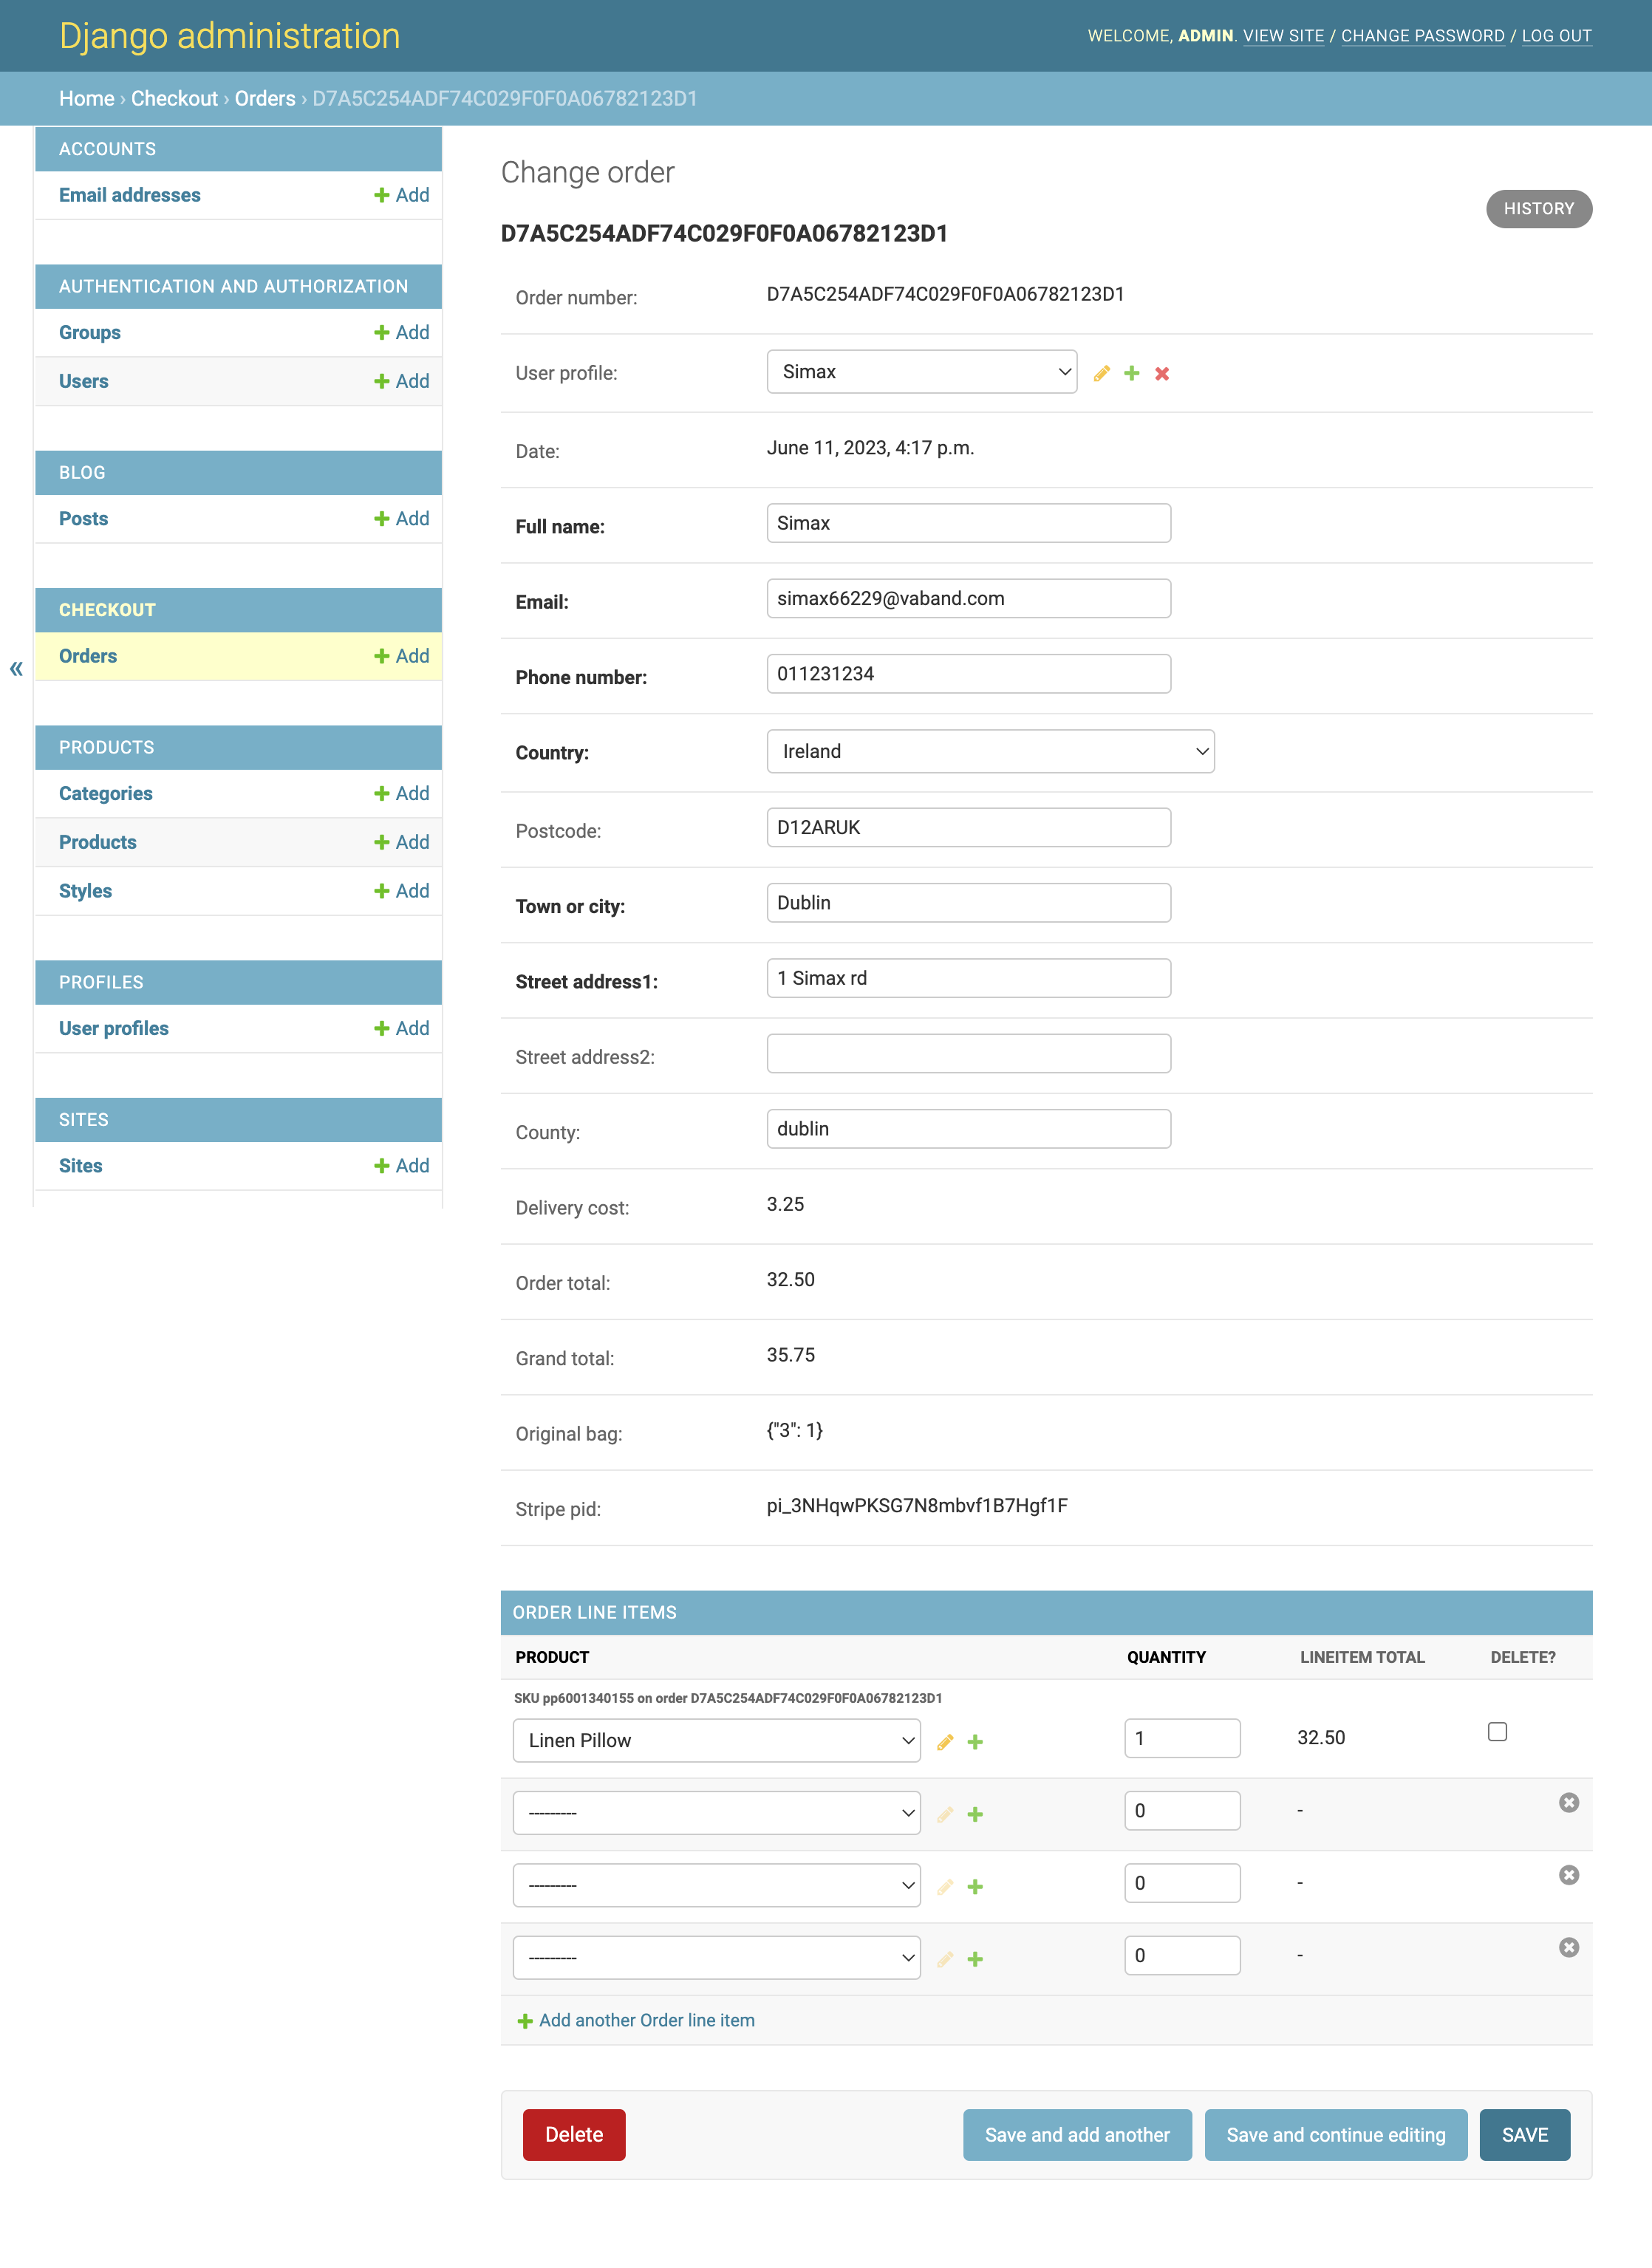 Django administration
WELCOME, ADMIN. VIEW SITE / CHANGE PASSWORD / LOG OUT
Home › Checkout › Orders › D7A5C254ADF74C029F0F0A06782123D1
ACCOUNTS
Email addresses
Add
AUTHENTICATION AND AUTHORIZATION
Groups
Add
Users
Add
BLOG
Posts
Add
CHECKOUT
Orders
Add
PRODUCTS
Categories
Add
Products
Add
Styles
Add
PROFILES
User profiles
Add
SITES
Sites
Add
«
Change order
HISTORY
D7A5C254ADF74C029F0F0A06782123D1
Order number: D7A5C254ADF74C029F0F0A06782123D1
User profile: Simax
Date: June 11, 2023, 4:17 p.m.
Full name: Simax
Email: simax66229@vaband.com
Phone number: 011231234
Country: Ireland
Postcode: D12ARUK
Town or city: Dublin
Street address1: 1 Simax rd
Street address2:
County: dublin
Delivery cost: 3.25
Order total: 32.50
Grand total: 35.75
Original bag: {"3": 1}
Stripe pid: pi_3NHqwPKSG7N8mbvf1B7Hgf1F
ORDER LINE ITEMS
PRODUCT QUANTITY LINEITEM TOTAL DELETE?
SKU pp6001340155 on order D7A5C254ADF74C029F0F0A06782123D1
Linen Pillow 1 32.50
--------- 0 -
--------- 0 -
--------- 0 -
Add another Order line item
Delete
Save and add another
Save and continue editing
SAVE